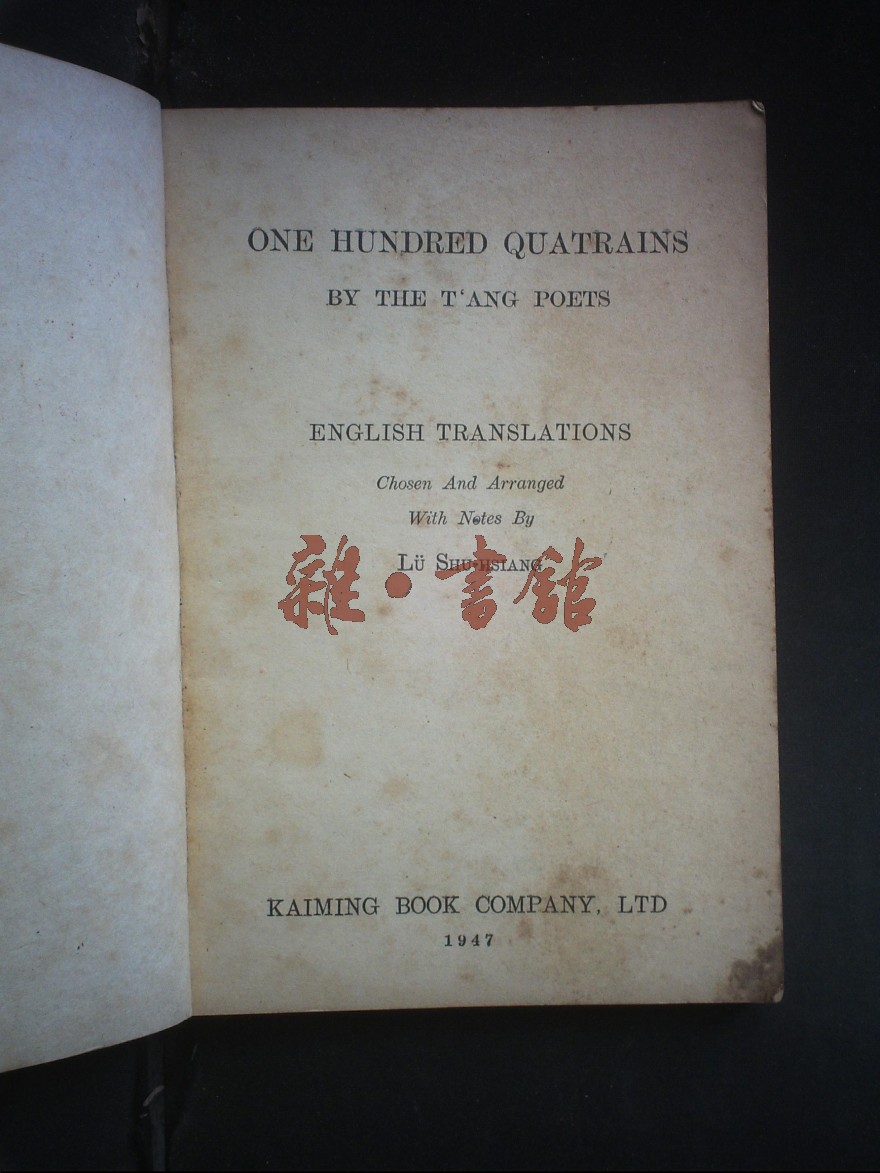 ONE HUNDRED QUATRAINS
BY THE T‘ANG POETS
ENGLISH TRANSLATIONS
Chosen And Arranged
With Notes By
LÜ SHU-HSIANG
雜·書館
KAIMING BOOK COMPANY, LTD
1947